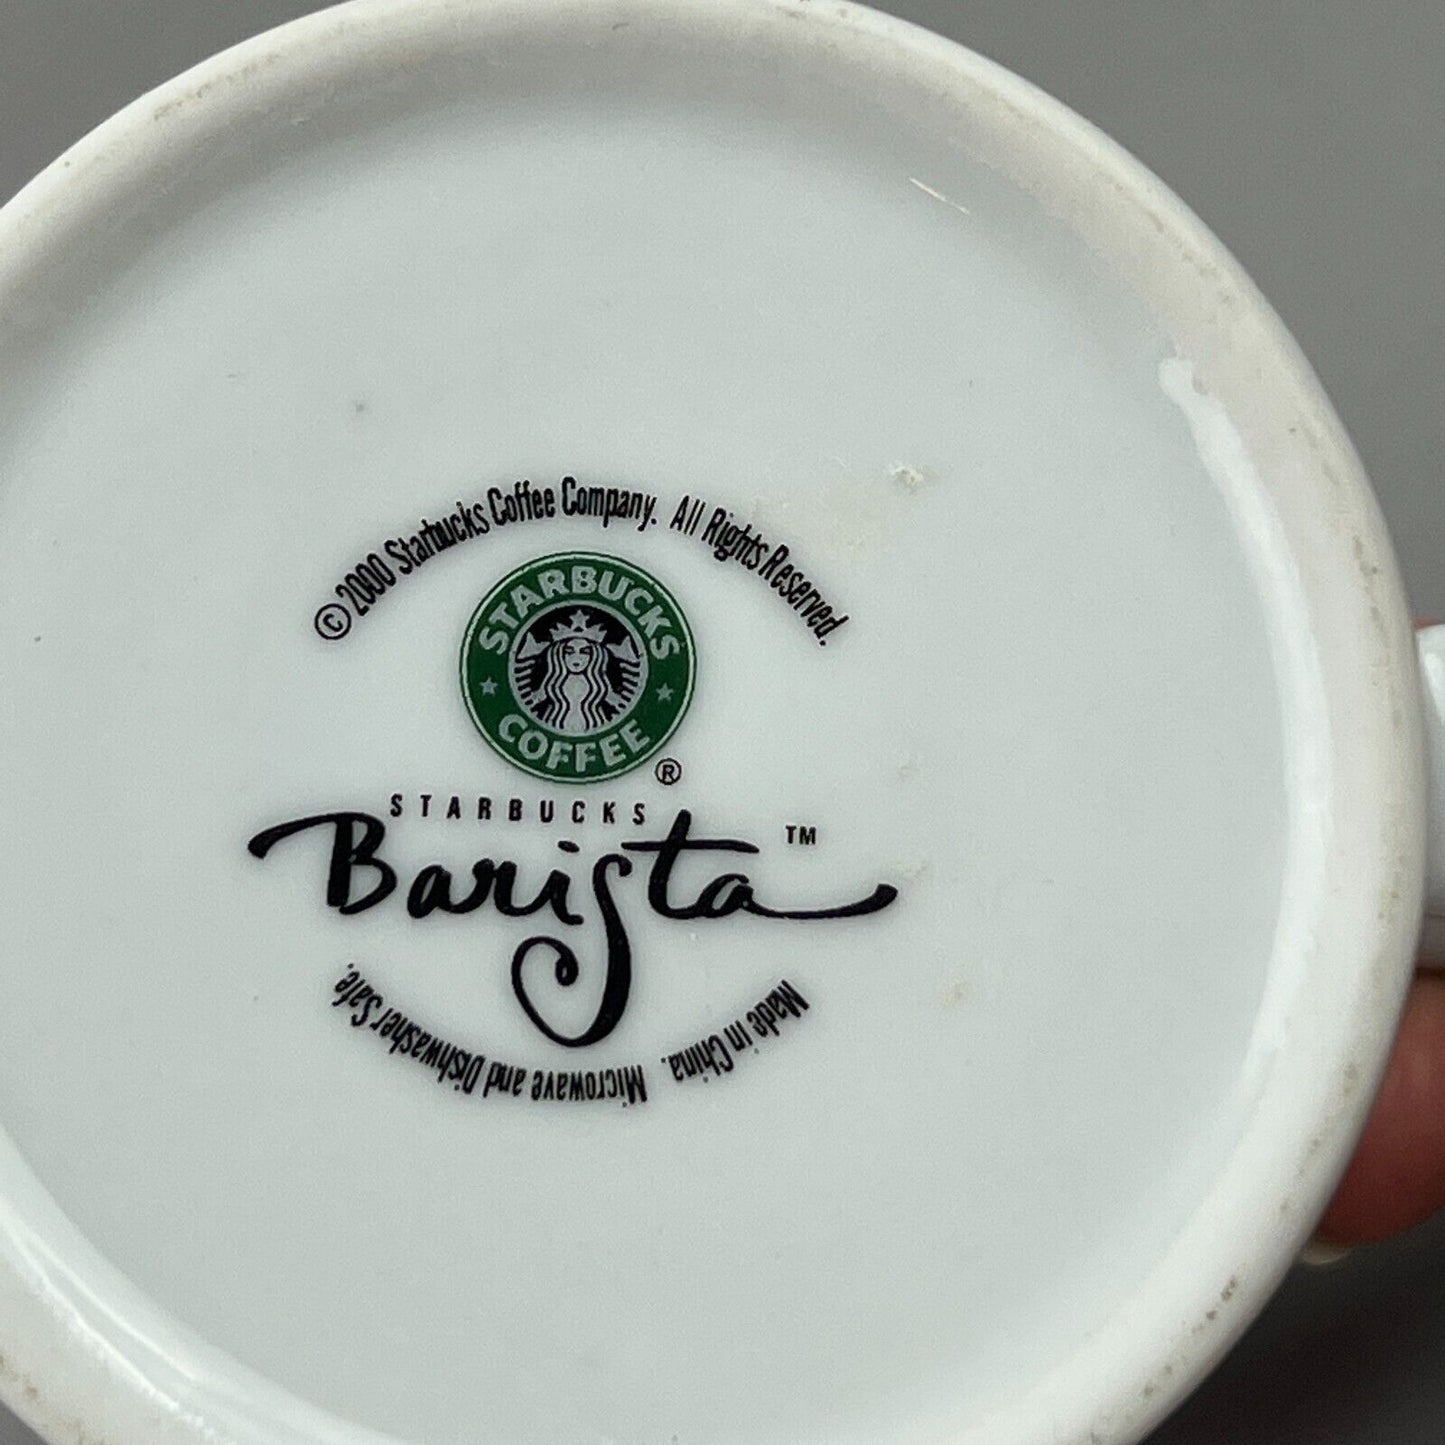 © 2000 Starbucks Coffee Company. All Rights Reserved.
STARBUCKS
COFFEE
®
STARBUCKS
Barista ™
Microwave and Dishwasher Safe.
Made in China.